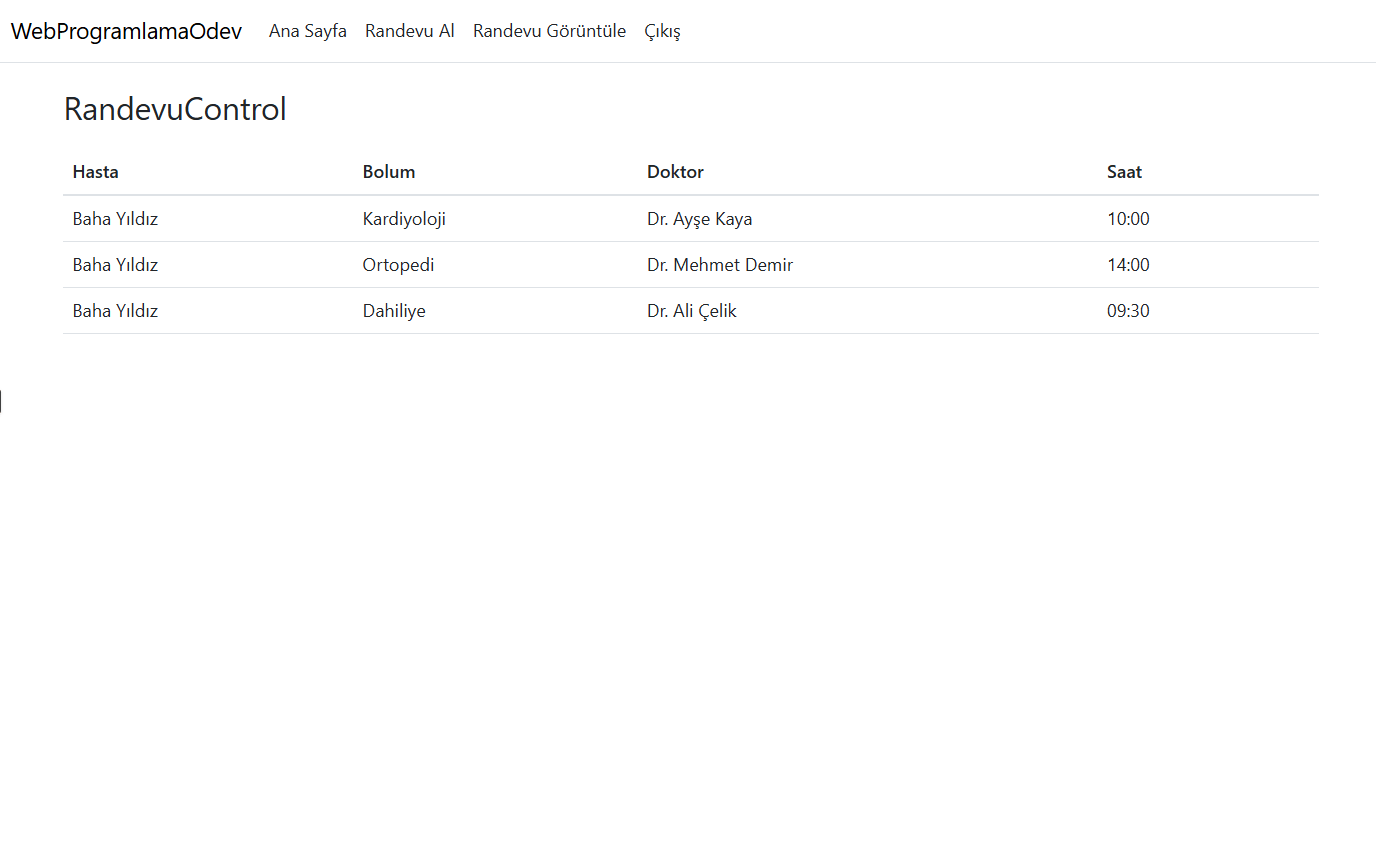 WebProgramlamaOdev Ana Sayfa Randevu Al Randevu Görüntüle Çıkış
RandevuControl
Hasta Bolum Doktor Saat
Baha Yıldız Kardiyoloji Dr. Ayşe Kaya 10:00
Baha Yıldız Ortopedi Dr. Mehmet Demir 14:00
Baha Yıldız Dahiliye Dr. Ali Çelik 09:30